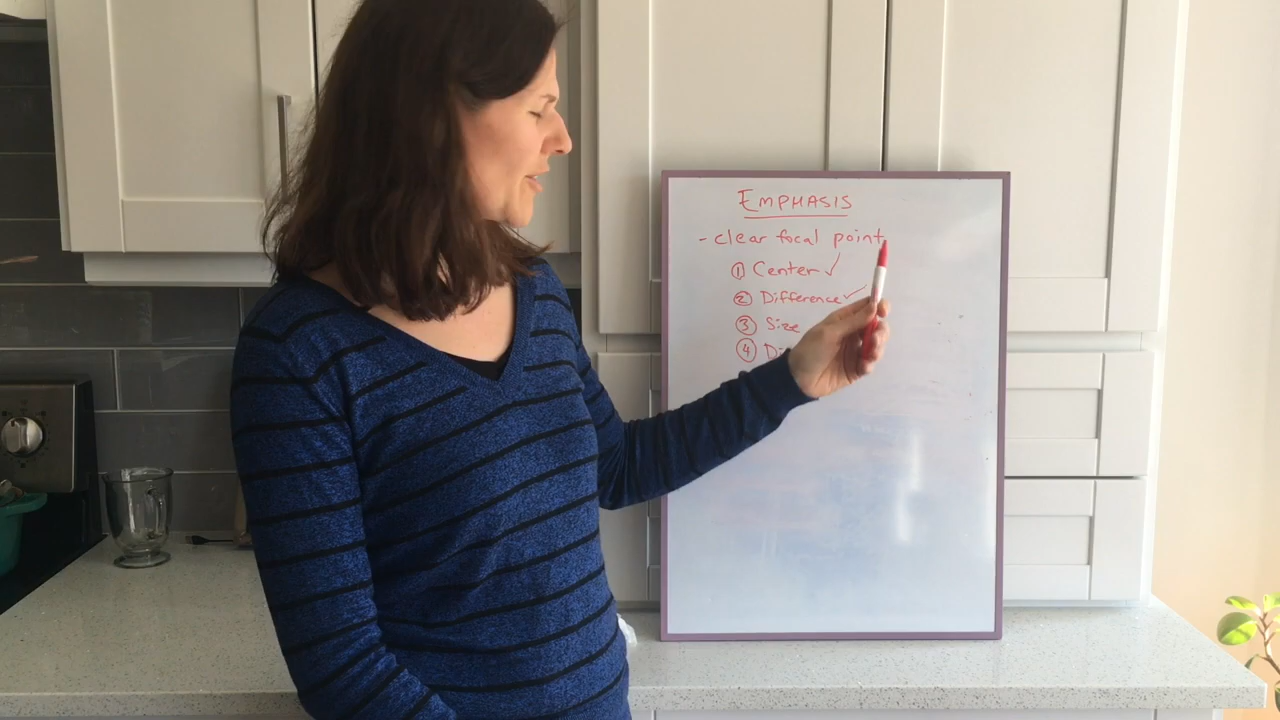 EMPHASIS
- clear focal point
① Center ✓
② Difference ✓
③ Size
④